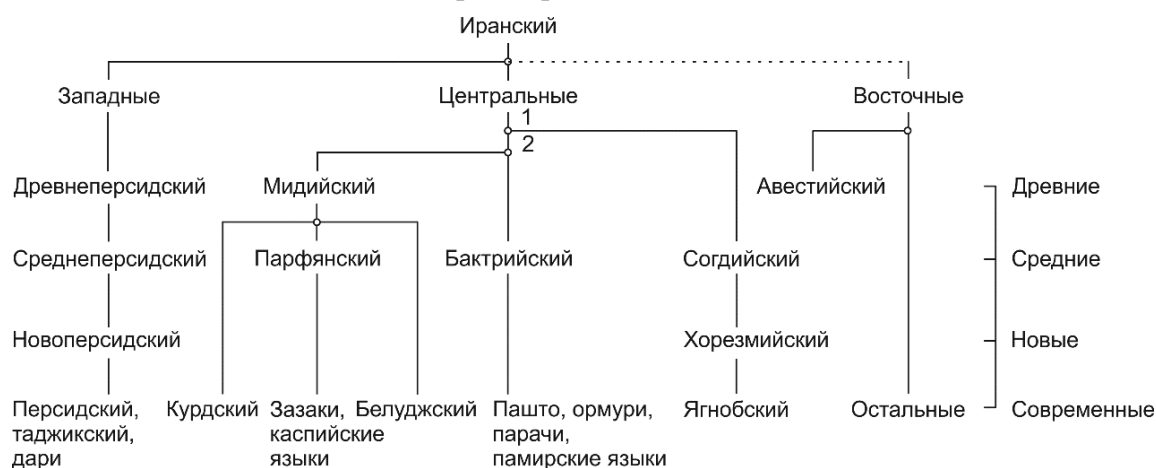 Иранский
Западные Центральные Восточные
1
2
Древнеперсидский Мидийский Авестийский Древние
Среднеперсидский Парфянский Бактрийский Согдийский Средние
Новоперсидский Хорезмийский Новые
Персидский, Курдский Зазаки, Белуджский Пашто, ормури, Ягнобский Остальные Современные
таджикский, каспийские парачи,
дари языки памирские языки